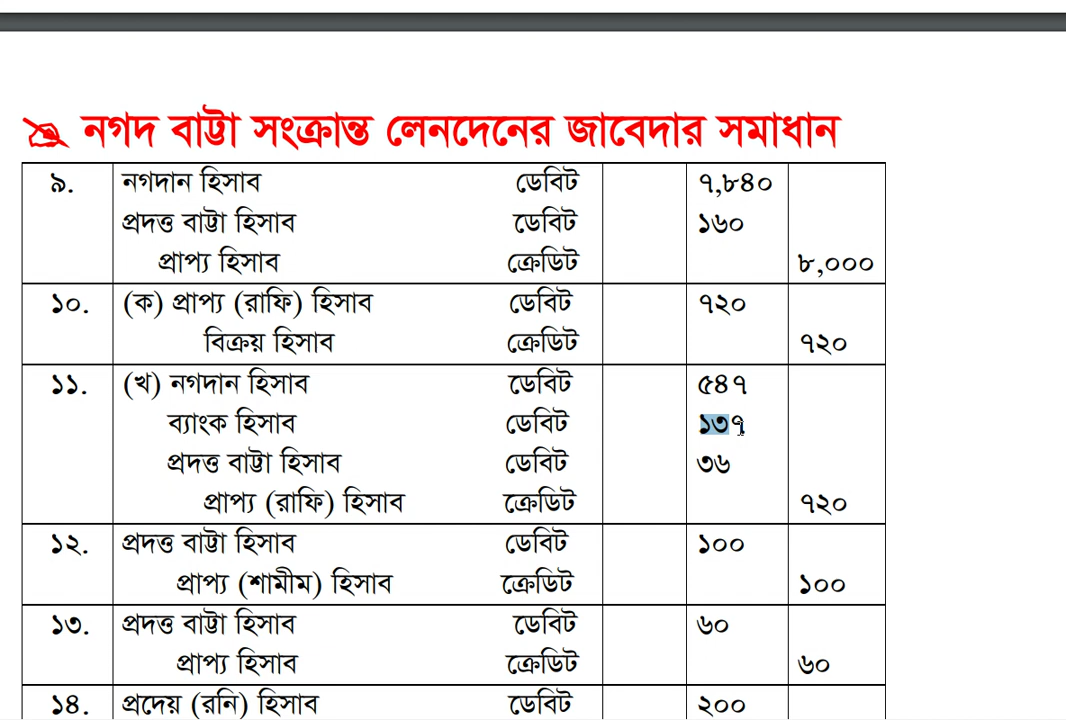 নগদ বাট্টা সংক্রান্ত লেনদেনের জাবেদার সমাধান
৯. নগদান হিসাব ডেবিট ৭,৮৪০
প্রদত্ত বাট্টা হিসাব ডেবিট ১৬০
প্রাপ্য হিসাব ক্রেডিট ৮,০০০
১০. (ক) প্রাপ্য (রাফি) হিসাব ডেবিট ৭২০
বিক্রয় হিসাব ক্রেডিট ৭২০
১১. (খ) নগদান হিসাব ডেবিট ৫৪৭
ব্যাংক হিসাব ডেবিট ১৩৭
প্রদত্ত বাট্টা হিসাব ডেবিট ৩৬
প্রাপ্য (রাফি) হিসাব ক্রেডিট ৭২০
১২. প্রদত্ত বাট্টা হিসাব ডেবিট ১০০
প্রাপ্য (শামীম) হিসাব ক্রেডিট ১০০
১৩. প্রদত্ত বাট্টা হিসাব ডেবিট ৬০
প্রাপ্য হিসাব ক্রেডিট ৬০
১৪. প্রদেয় (রনি) হিসাব ডেবিট ২০০